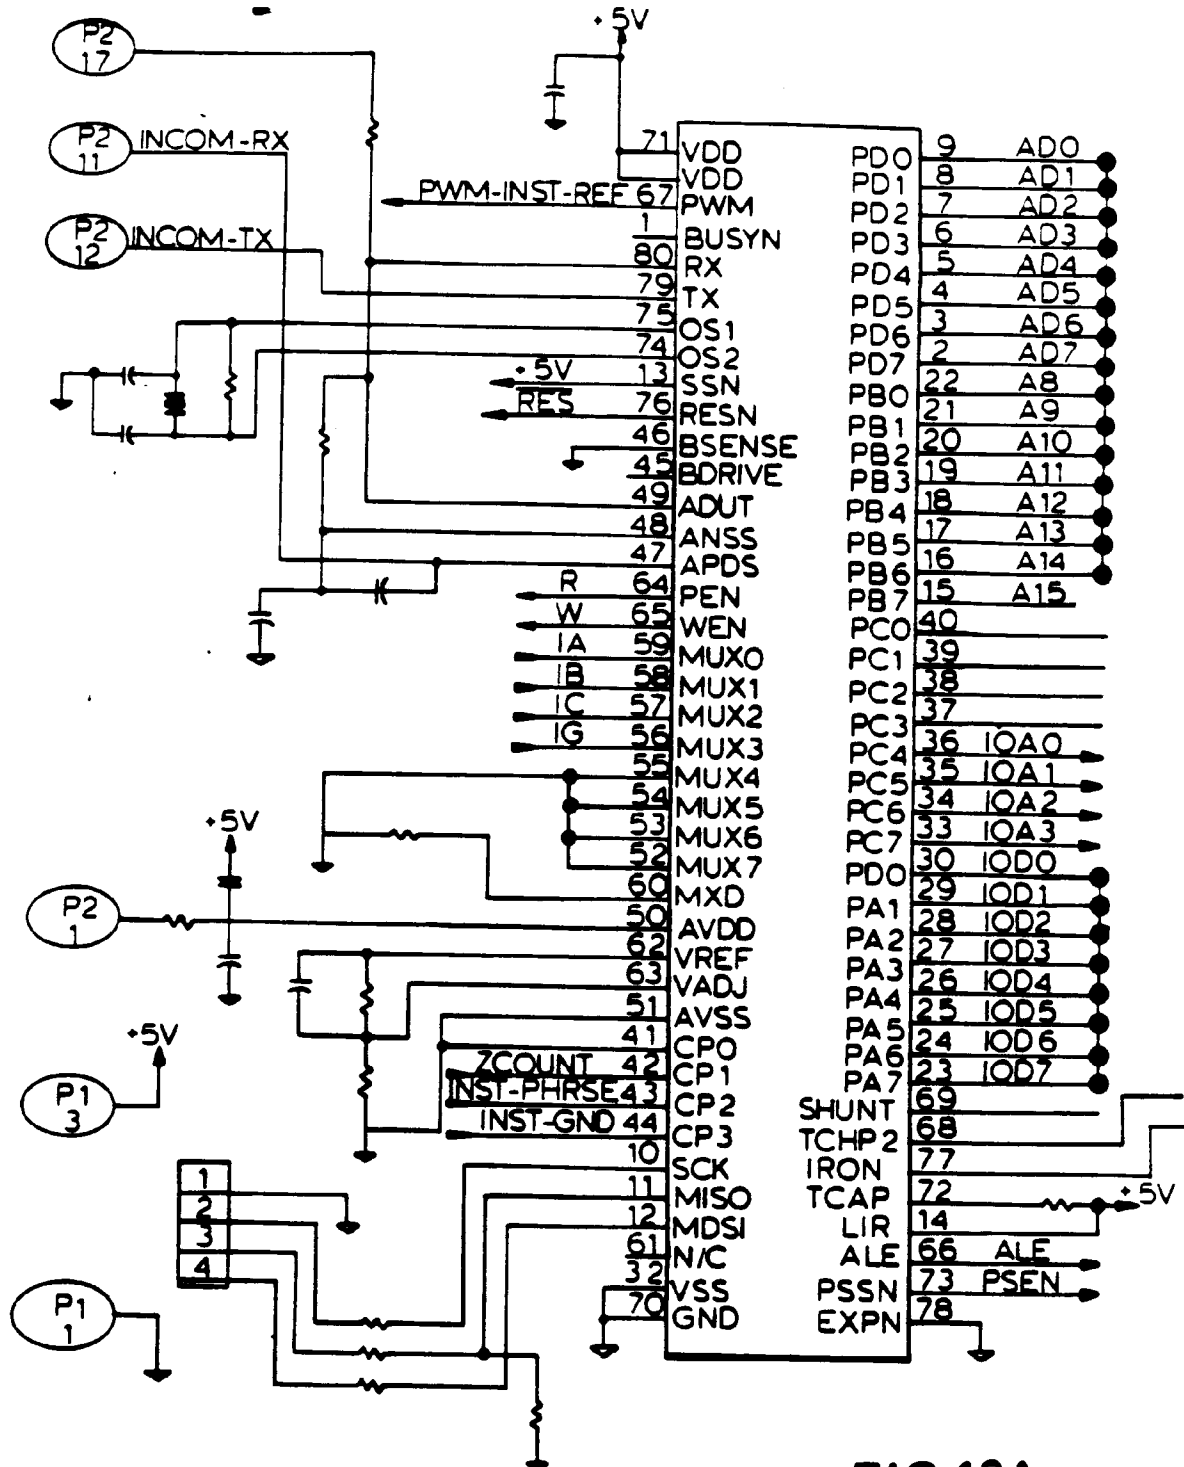 P2
17
+5V
P2
11
INCOM-RX
P2
12
INCOM-TX
PWM-INST-REF
+5V
RES
R
W
IA
IB
IC
IG
+5V
P2
1
+5V
P1
3
ZCOUNT
INST-PHRSE
INST-GND
1
2
3
4
P1
1
71 VDD
VDD
67 PWM
1 BUSYN
80 RX
79 TX
75 OS1
74 OS2
13 SSN
76 RESN
46 BSENSE
45 BDRIVE
49 ADUT
48 ANSS
47 APDS
64 PEN
65 WEN
59 MUX0
58 MUX1
57 MUX2
56 MUX3
55 MUX4
54 MUX5
53 MUX6
52 MUX7
60 MXD
50 AVDD
62 VREF
63 VADJ
51 AVSS
41 CP0
42 CP1
43 CP2
44 CP3
10 SCK
11 MISO
12 MDSI
61 N/C
32 VSS
70 GND
PD0 9 AD0
PD1 8 AD1
PD2 7 AD2
PD3 6 AD3
PD4 5 AD4
PD5 4 AD5
PD6 3 AD6
PD7 2 AD7
PB0 22 A8
PB1 21 A9
PB2 20 A10
PB3 19 A11
PB4 18 A12
PB5 17 A13
PB6 16 A14
PB7 15 A15
PC0 40
PC1 39
PC2 38
PC3 37
PC4 36 IOA0
PC5 35 IOA1
PC6 34 IOA2
PC7 33 IOA3
PD0 30 IOD0
PA1 29 IOD1
PA2 28 IOD2
PA3 27 IOD3
PA4 26 IOD4
PA5 25 IOD5
PA6 24 IOD6
PA7 23 IOD7
SHUNT 69
TCHP2 68
IRON 77
TCAP 72 +5V
LIR 14
ALE 66 ALE
PSSN 73 PSEN
EXPN 78